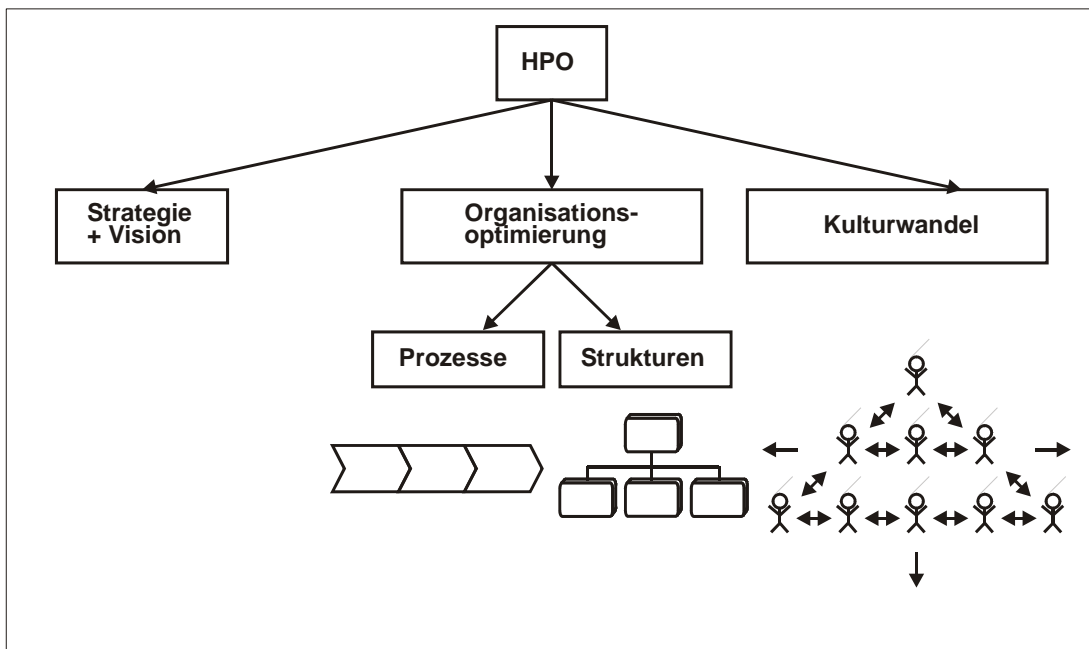 HPO
Strategie
+ Vision
Organisations-
optimierung
Kulturwandel
Prozesse
Strukturen